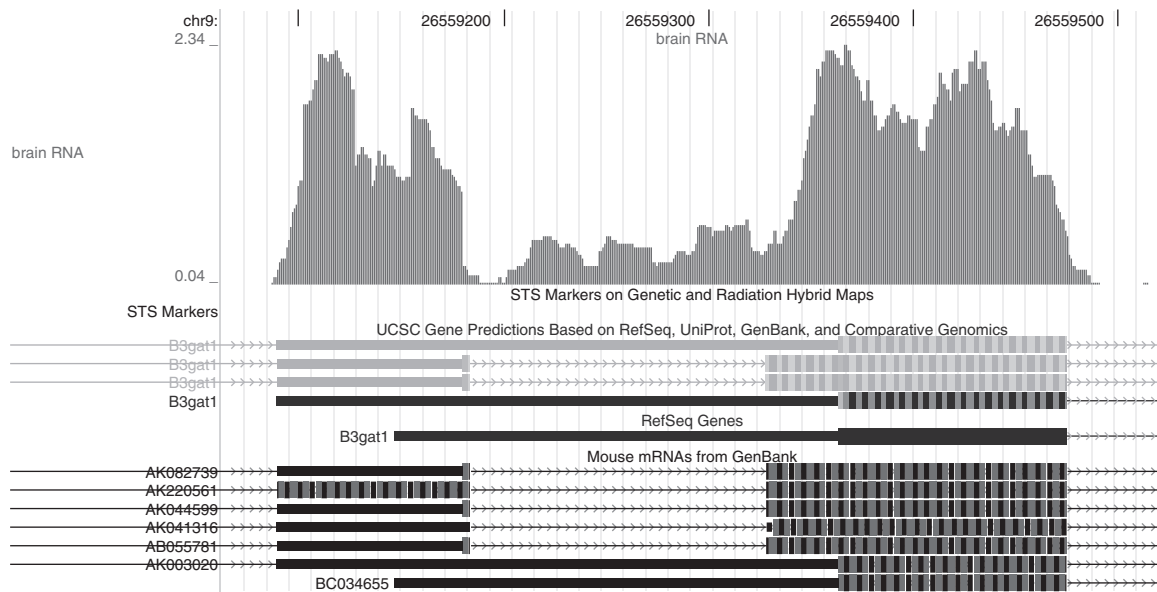 chr9: 26559200 26559300 26559400 26559500
2.34 _ brain RNA
brain RNA
0.04 _
STS Markers on Genetic and Radiation Hybrid Maps
STS Markers
UCSC Gene Predictions Based on RefSeq, UniProt, GenBank, and Comparative Genomics
B3gat1
B3gat1
B3gat1
B3gat1
RefSeq Genes
B3gat1
Mouse mRNAs from GenBank
AK082739
AK220561
AK044599
AK041316
AB055781
AK003020
BC034655